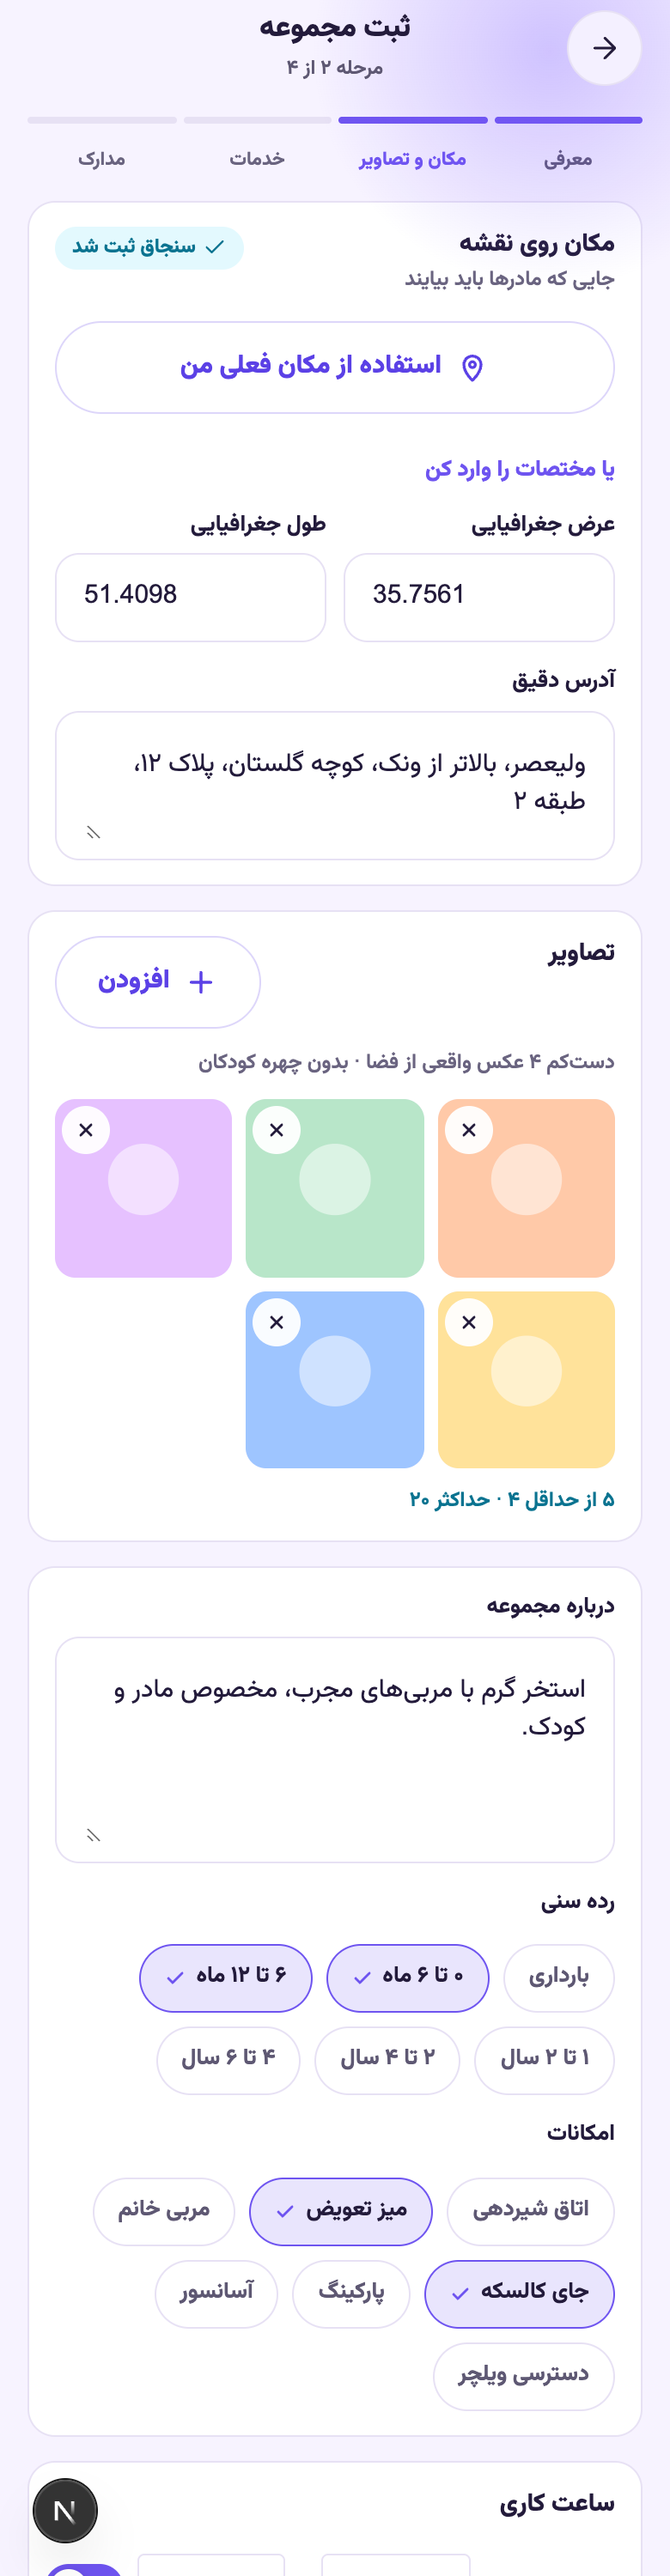 ثبت مجموعه
مرحله ۲ از ۴
معرفی
مکان و تصاویر
خدمات
مدارک
مکان روی نقشه
سنجاق ثبت شد
جایی که مادرها باید بیایند
استفاده از مکان فعلی من
یا مختصات را وارد کن
عرض جغرافیایی
طول جغرافیایی
35.7561
51.4098
آدرس دقیق
ولیعصر، بالاتر از ونک، کوچه گلستان، پلاک ۱۲،
طبقه ۲
تصاویر
افزودن
دست‌کم ۴ عکس واقعی از فضا · بدون چهره کودکان
۵ از حداقل ۴ · حداکثر ۲۰
درباره مجموعه
استخر گرم با مربی‌های مجرب، مخصوص مادر و
کودک.
رده سنی
بارداری
۰ تا ۶ ماه
۶ تا ۱۲ ماه
۱ تا ۲ سال
۲ تا ۴ سال
۴ تا ۶ سال
امکانات
اتاق شیردهی
میز تعویض
مربی خانم
جای کالسکه
پارکینگ
آسانسور
دسترسی ویلچر
ساعت کاری
N